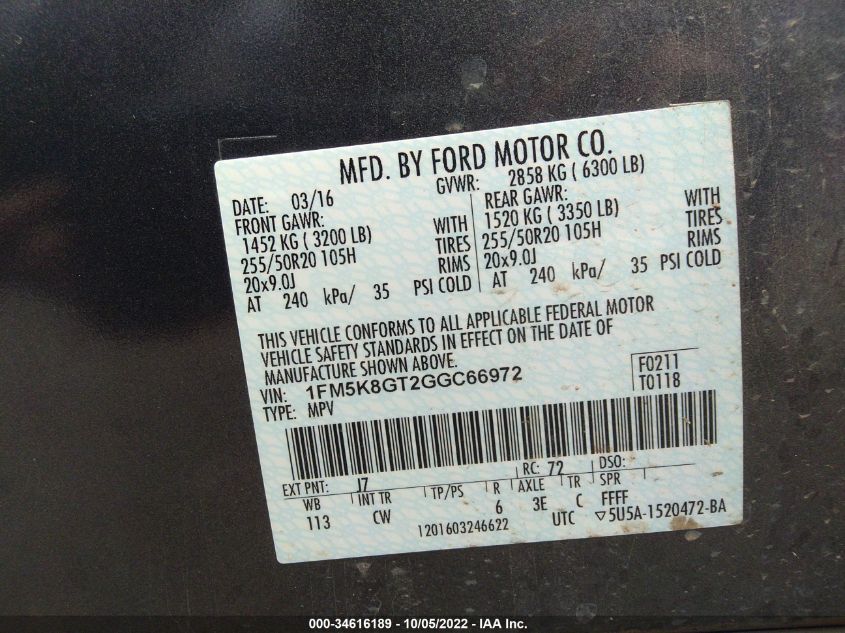 MFD. BY FORD MOTOR CO.
DATE: 03/16 GVWR: 2858 KG ( 6300 LB)
FRONT GAWR: REAR GAWR:
1452 KG ( 3200 LB) WITH 1520 KG ( 3350 LB) WITH
255/50R20 105H TIRES 255/50R20 105H TIRES
20x9.0J RIMS 20x9.0J RIMS
AT 240 kPa/ 35 PSI COLD AT 240 kPa/ 35 PSI COLD
THIS VEHICLE CONFORMS TO ALL APPLICABLE FEDERAL MOTOR
VEHICLE SAFETY STANDARDS IN EFFECT ON THE DATE OF
MANUFACTURE SHOWN ABOVE.
VIN: 1FM5K8GT2GGC66972 F0211
TYPE: MPV T0118
EXT PNT: J7 RC: 72 DSO:
WB INT TR TP/PS R AXLE TR SPR
113 CW 6 3E C FFFF
1201603246622 UTC ▽5U5A-1520472-BA
000-34616189 - 10/05/2022 - IAA Inc.